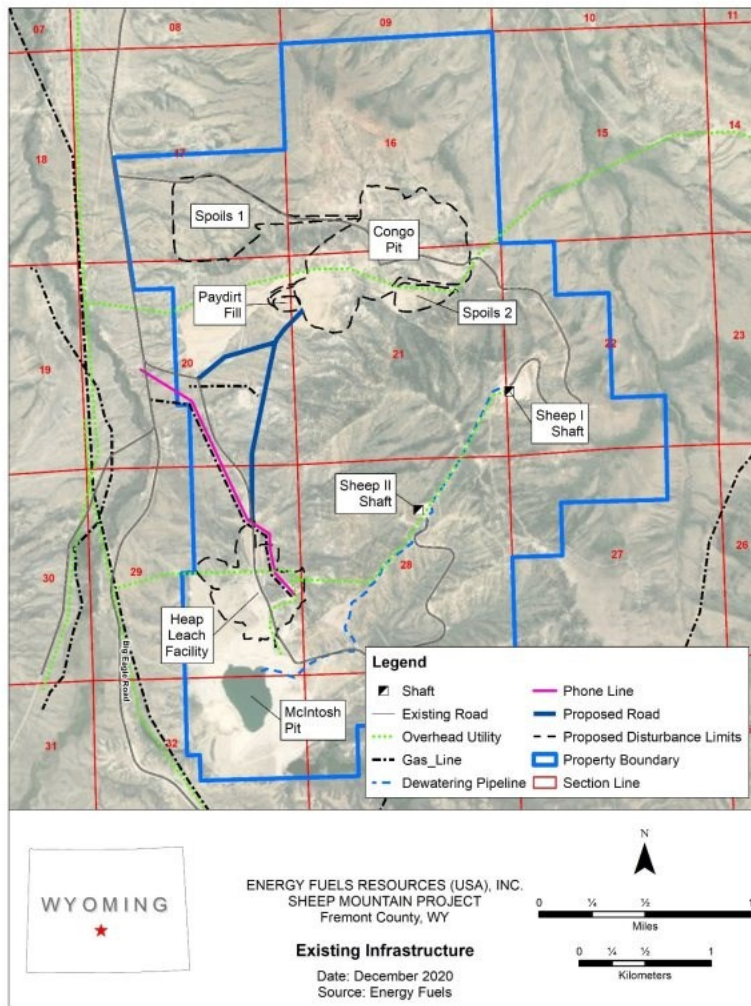 07
08
09
10
11
18
17
16
15
14
Spoils 1
Congo
Pit
Paydirt
Fill
Spoils 2
19
20
21
22
23
Sheep I
Shaft
Sheep II
Shaft
30
29
28
27
26
Heap
Leach
Facility
Big Eagle Road
McIntosh
Pit
31
32
Legend
Shaft
Existing Road
Overhead Utility
Gas_Line
Dewatering Pipeline
Phone Line
Proposed Road
Proposed Disturbance Limits
Property Boundary
Section Line
WYOMING
ENERGY FUELS RESOURCES (USA), INC.
SHEEP MOUNTAIN PROJECT
Fremont County, WY
Existing Infrastructure
Date: December 2020
Source: Energy Fuels
N
0 ¼ ½ 1
Miles
0 ¼ ½ 1
Kilometers